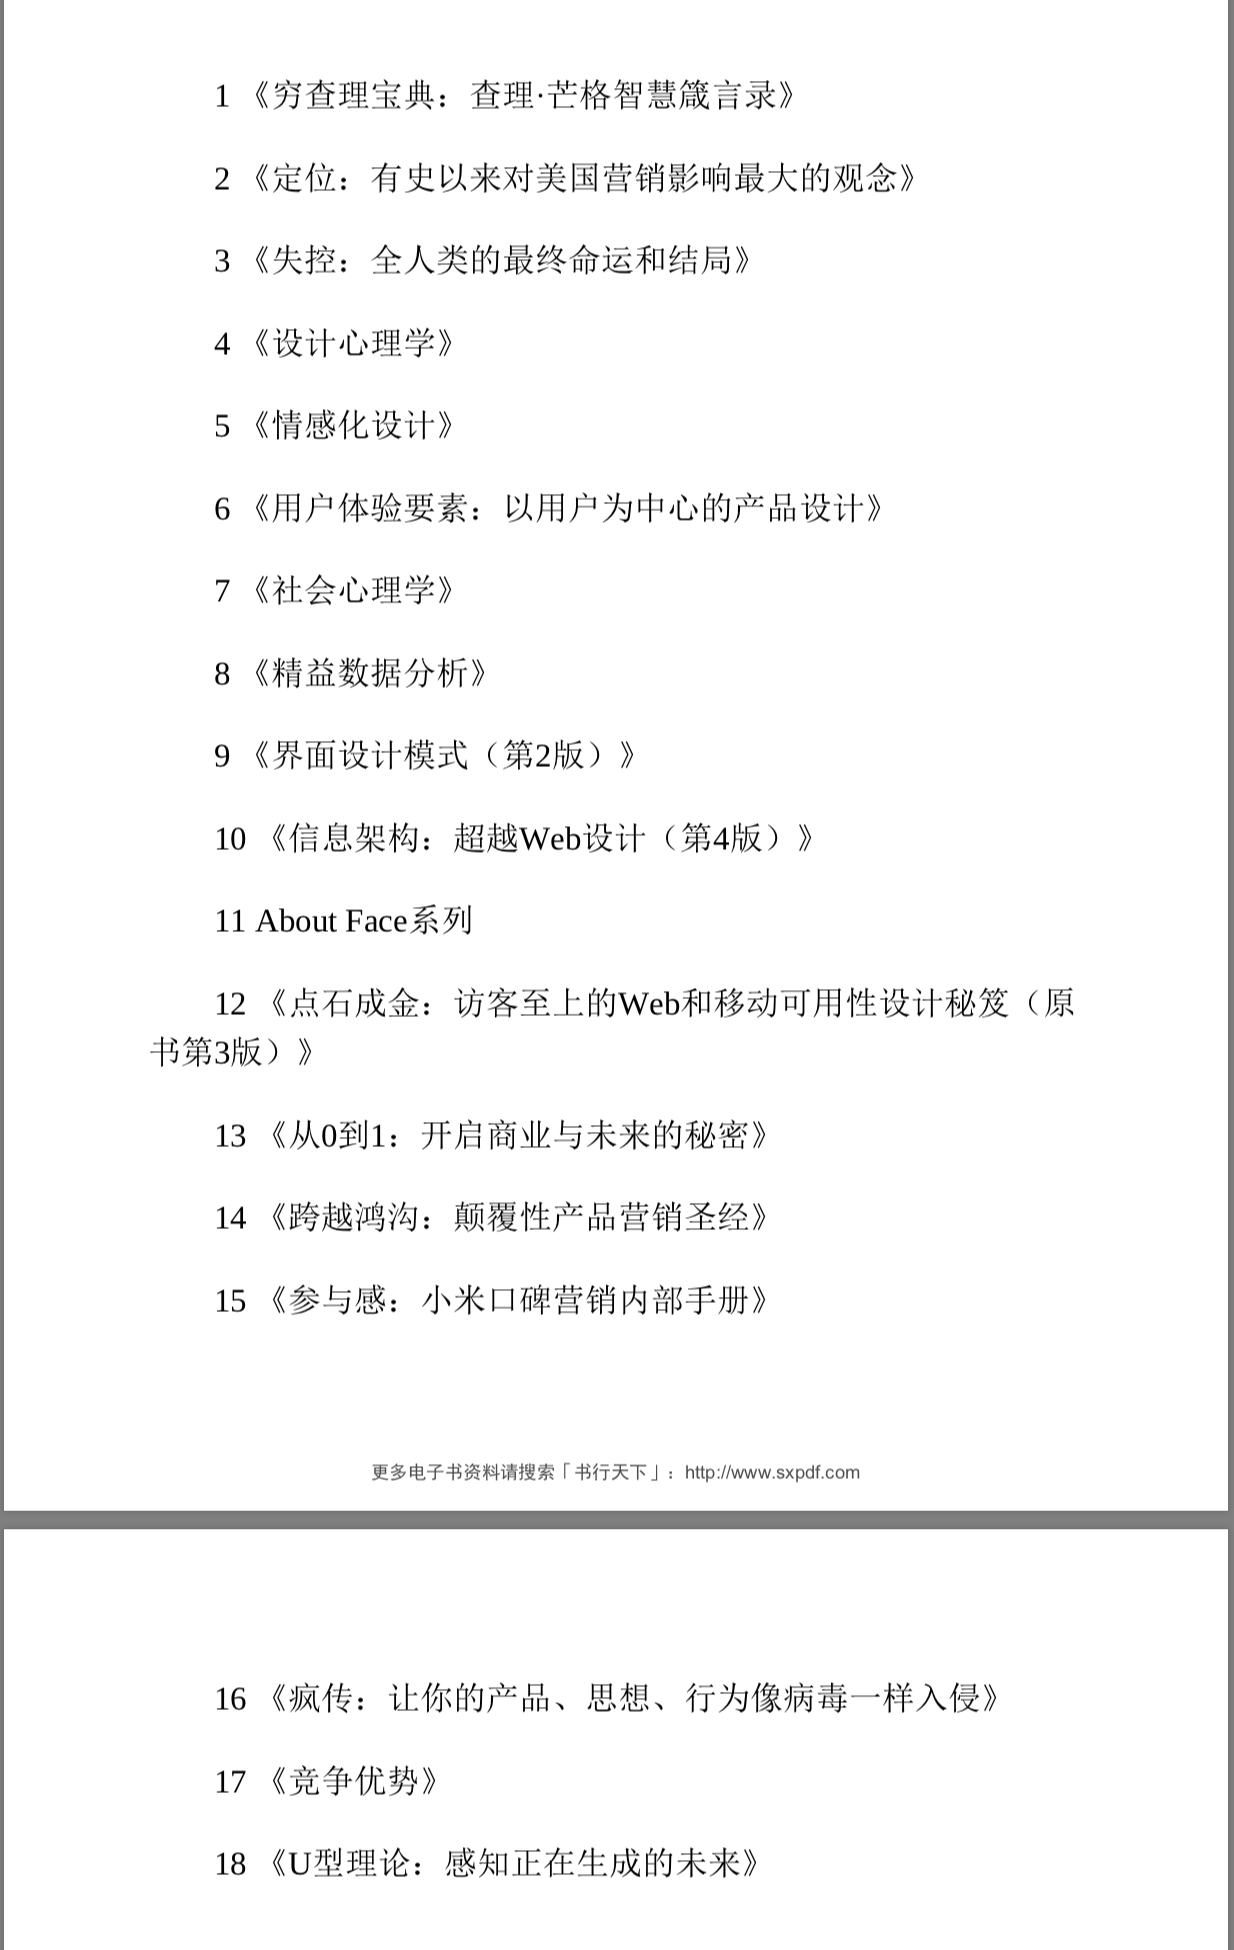 1 《穷查理宝典：查理·芒格智慧箴言录》
2 《定位：有史以来对美国营销影响最大的观念》
3 《失控：全人类的最终命运和结局》
4 《设计心理学》
5 《情感化设计》
6 《用户体验要素：以用户为中心的产品设计》
7 《社会心理学》
8 《精益数据分析》
9 《界面设计模式（第2版）》
10 《信息架构：超越Web设计（第4版）》
11 About Face系列
12 《点石成金：访客至上的Web和移动可用性设计秘笈（原
书第3版）》
13 《从0到1：开启商业与未来的秘密》
14 《跨越鸿沟：颠覆性产品营销圣经》
15 《参与感：小米口碑营销内部手册》
更多电子书资料请搜索「书行天下」：http://www.sxpdf.com
16 《疯传：让你的产品、思想、行为像病毒一样入侵》
17 《竞争优势》
18 《U型理论：感知正在生成的未来》